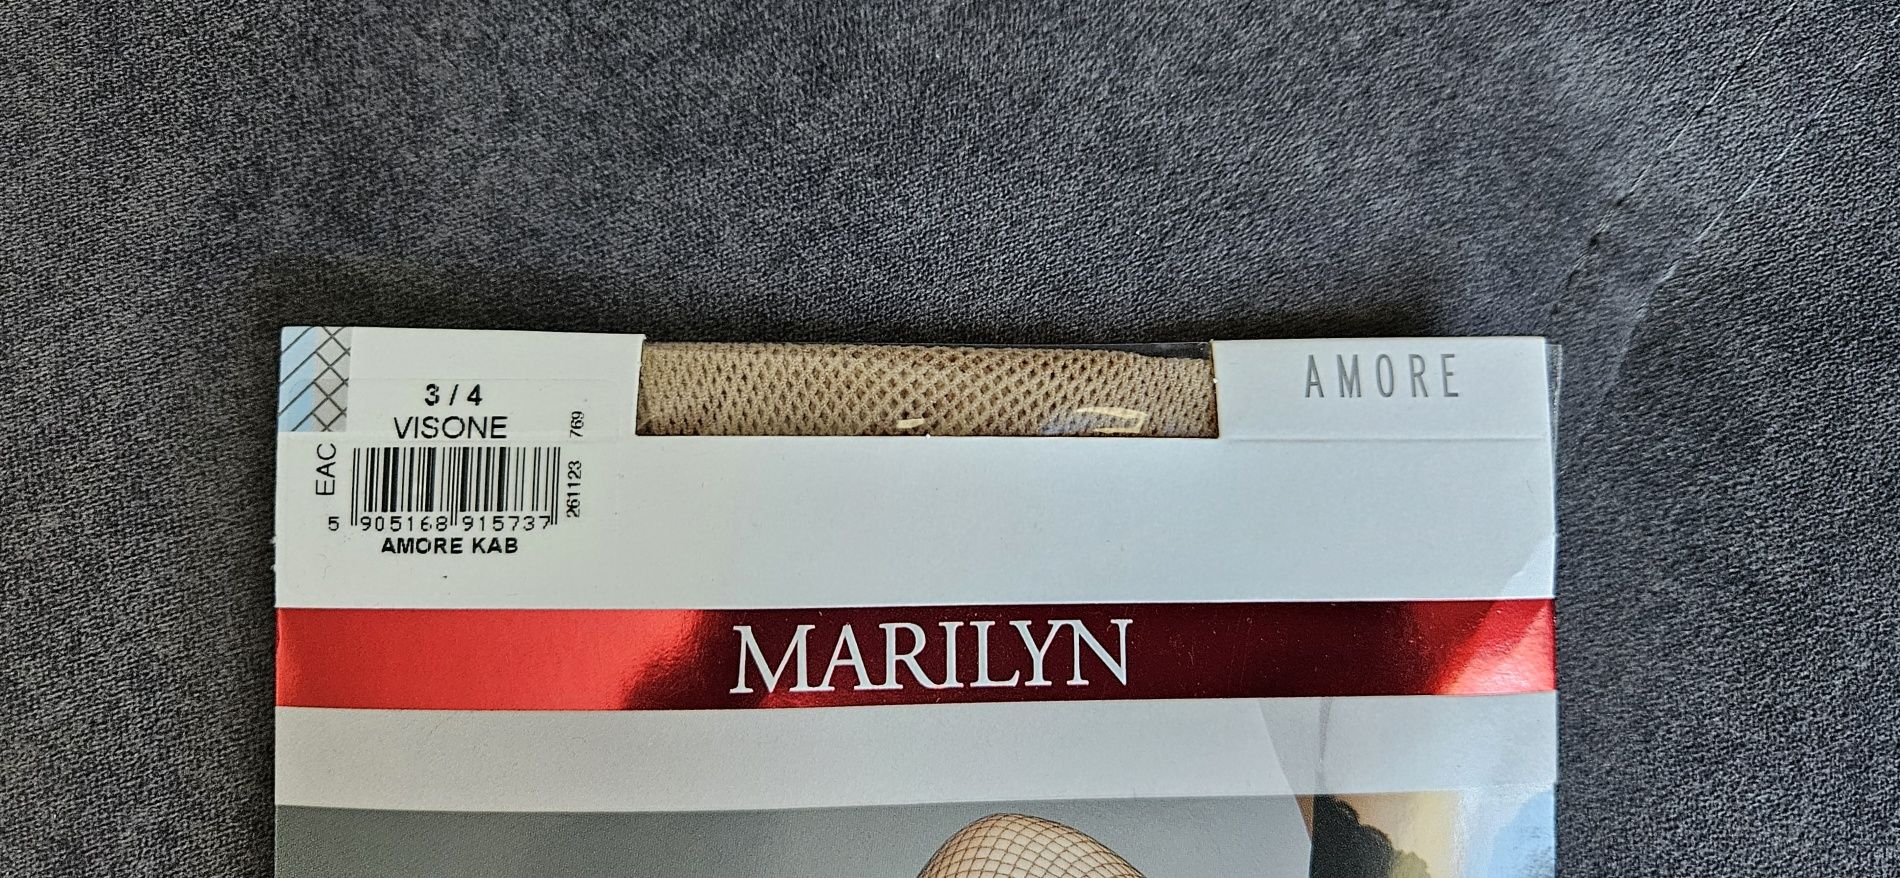 3 / 4
VISONE
769
EAC
261123
5 905168 915737
AMORE KAB
AMORE
MARILYN